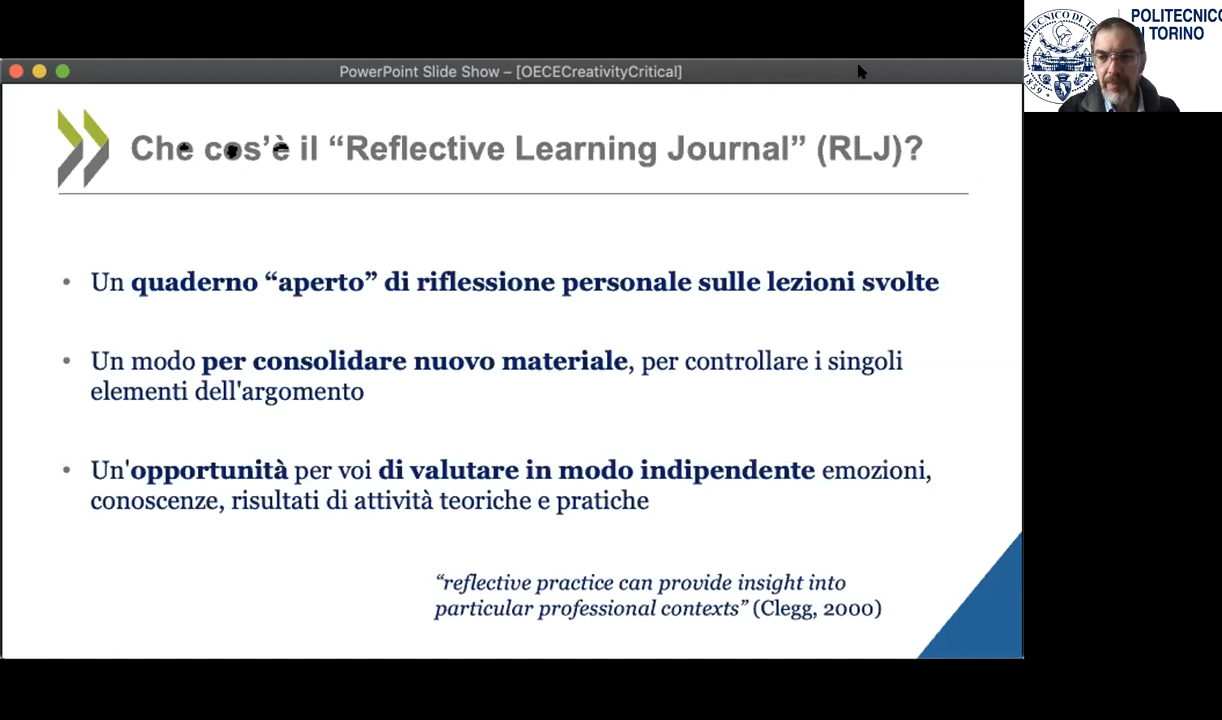 POLITECNICO
DI TORINO
1859
PowerPoint Slide Show – [OECECreativityCritical]
Che cos’è il “Reflective Learning Journal” (RLJ)?
• Un quaderno “aperto” di riflessione personale sulle lezioni svolte
• Un modo per consolidare nuovo materiale, per controllare i singoli
elementi dell'argomento
• Un'opportunità per voi di valutare in modo indipendente emozioni,
conoscenze, risultati di attività teoriche e pratiche
“reflective practice can provide insight into
particular professional contexts” (Clegg, 2000)